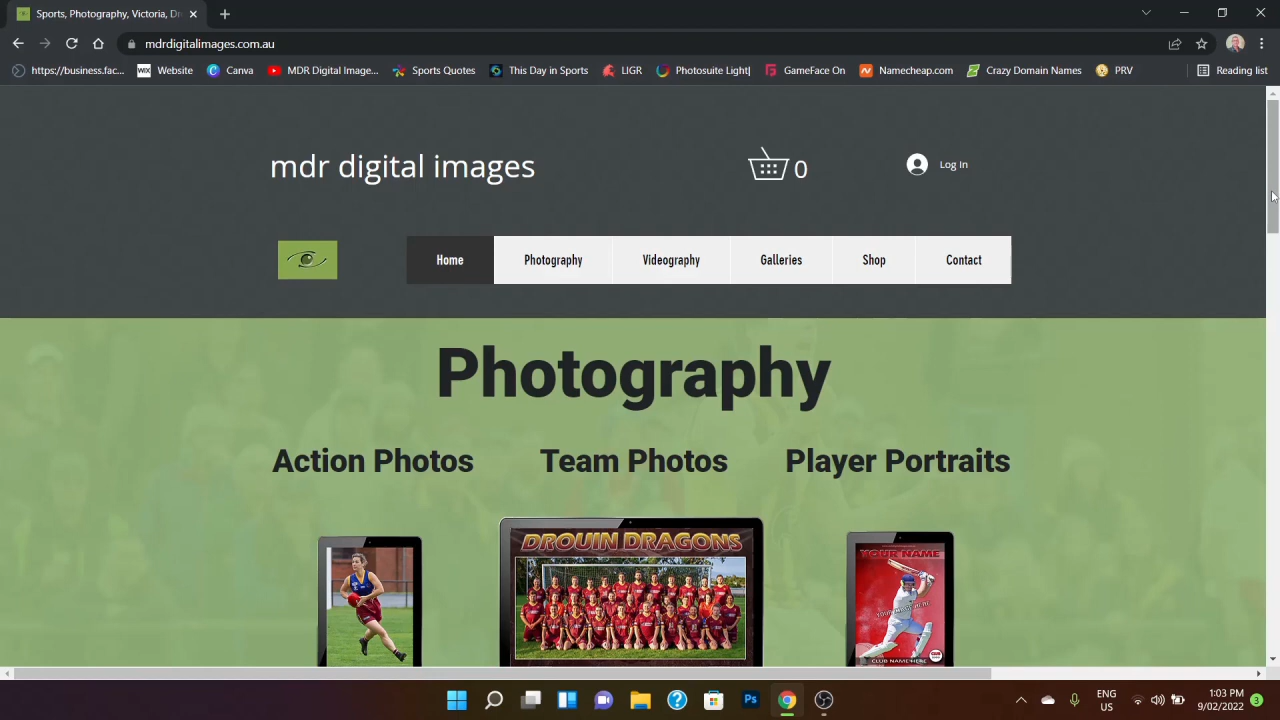 Sports, Photography, Victoria, Dr
mdrdigitalimages.com.au
https://business.fac... Website Canva MDR Digital Image... Sports Quotes This Day in Sports LIGR Photosuite Light| GameFace On Namecheap.com Crazy Domain Names PRV Reading list
mdr digital images 0 Log In
Home Photography Videography Galleries Shop Contact
Photography
Action Photos Team Photos Player Portraits
DROUIN DRAGONS
YOUR NAME
YOUR IMAGE HERE
CLUB NAME HERE
ENG
US
1:03 PM
9/02/2022
3